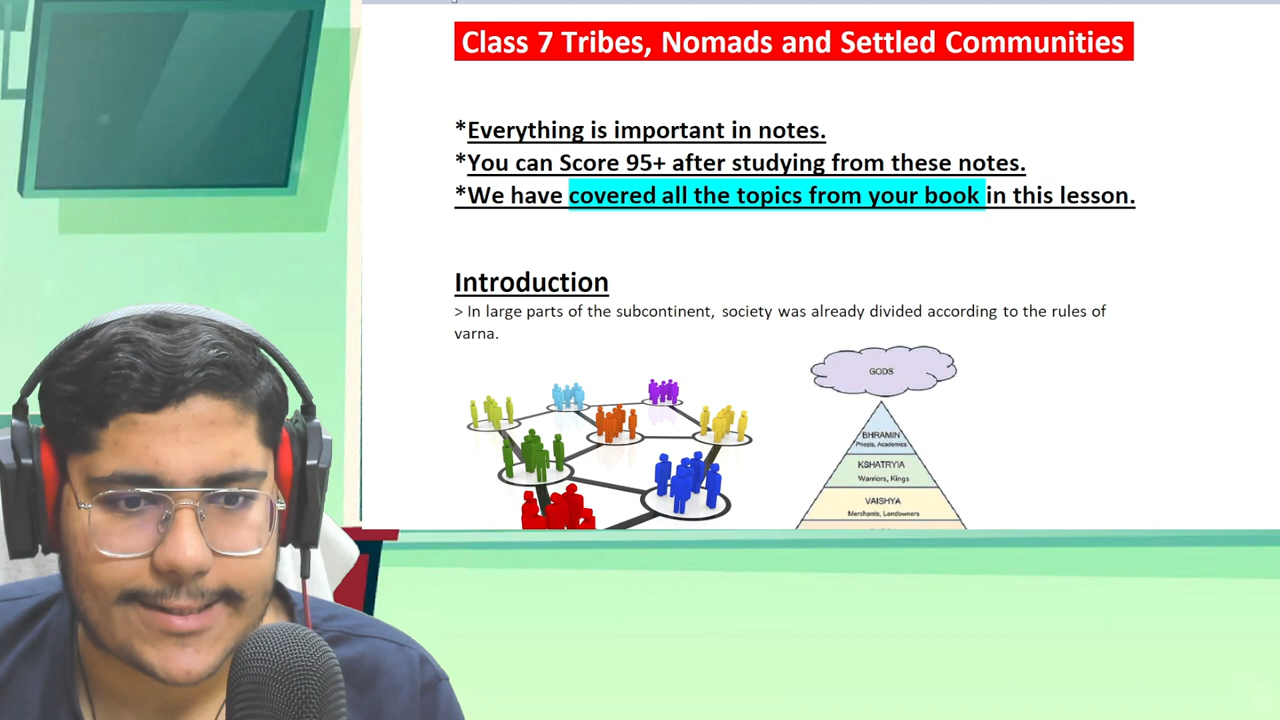 Class 7 Tribes, Nomads and Settled Communities
*Everything is important in notes.
*You can Score 95+ after studying from these notes.
*We have covered all the topics from your book in this lesson.
Introduction
> In large parts of the subcontinent, society was already divided according to the rules of
varna.
GODS
BHRAMIN
Priests, Academics
KSHATRYIA
Warriors, Kings
VAISHYA
Merchants, Landowners